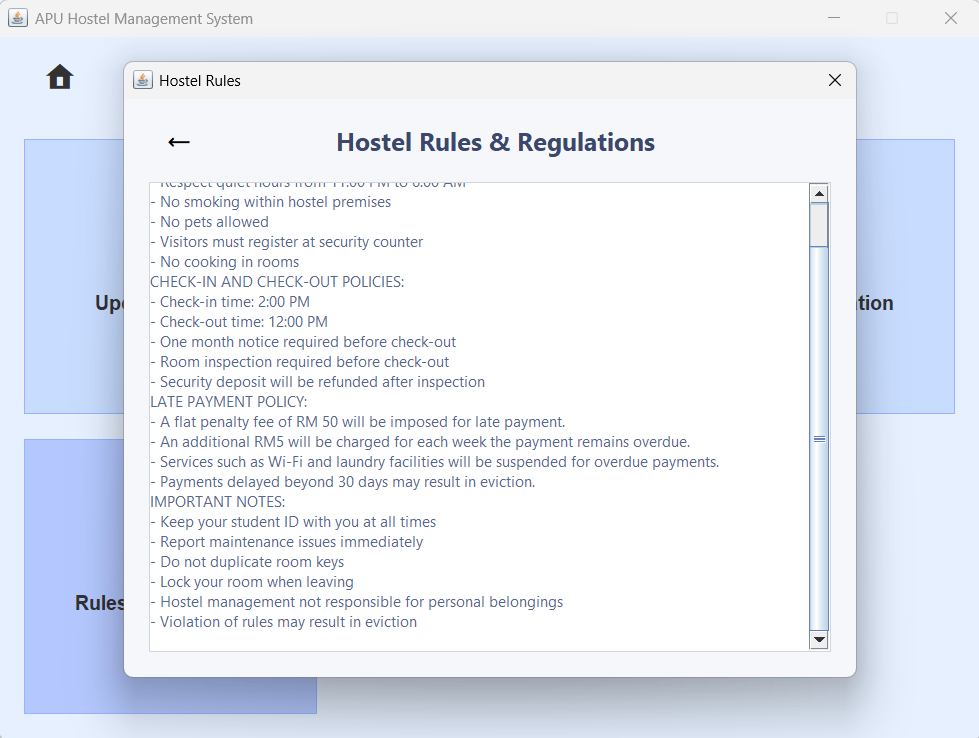 APU Hostel Management System
Hostel Rules
Hostel Rules & Regulations
- Respect quiet hours from 11:00 PM to 6:00 AM
- No smoking within hostel premises
- No pets allowed
- Visitors must register at security counter
- No cooking in rooms
CHECK-IN AND CHECK-OUT POLICIES:
- Check-in time: 2:00 PM
- Check-out time: 12:00 PM
- One month notice required before check-out
- Room inspection required before check-out
- Security deposit will be refunded after inspection
LATE PAYMENT POLICY:
- A flat penalty fee of RM 50 will be imposed for late payment.
- An additional RM5 will be charged for each week the payment remains overdue.
- Services such as Wi-Fi and laundry facilities will be suspended for overdue payments.
- Payments delayed beyond 30 days may result in eviction.
IMPORTANT NOTES:
- Keep your student ID with you at all times
- Report maintenance issues immediately
- Do not duplicate room keys
- Lock your room when leaving
- Hostel management not responsible for personal belongings
- Violation of rules may result in eviction
Rules